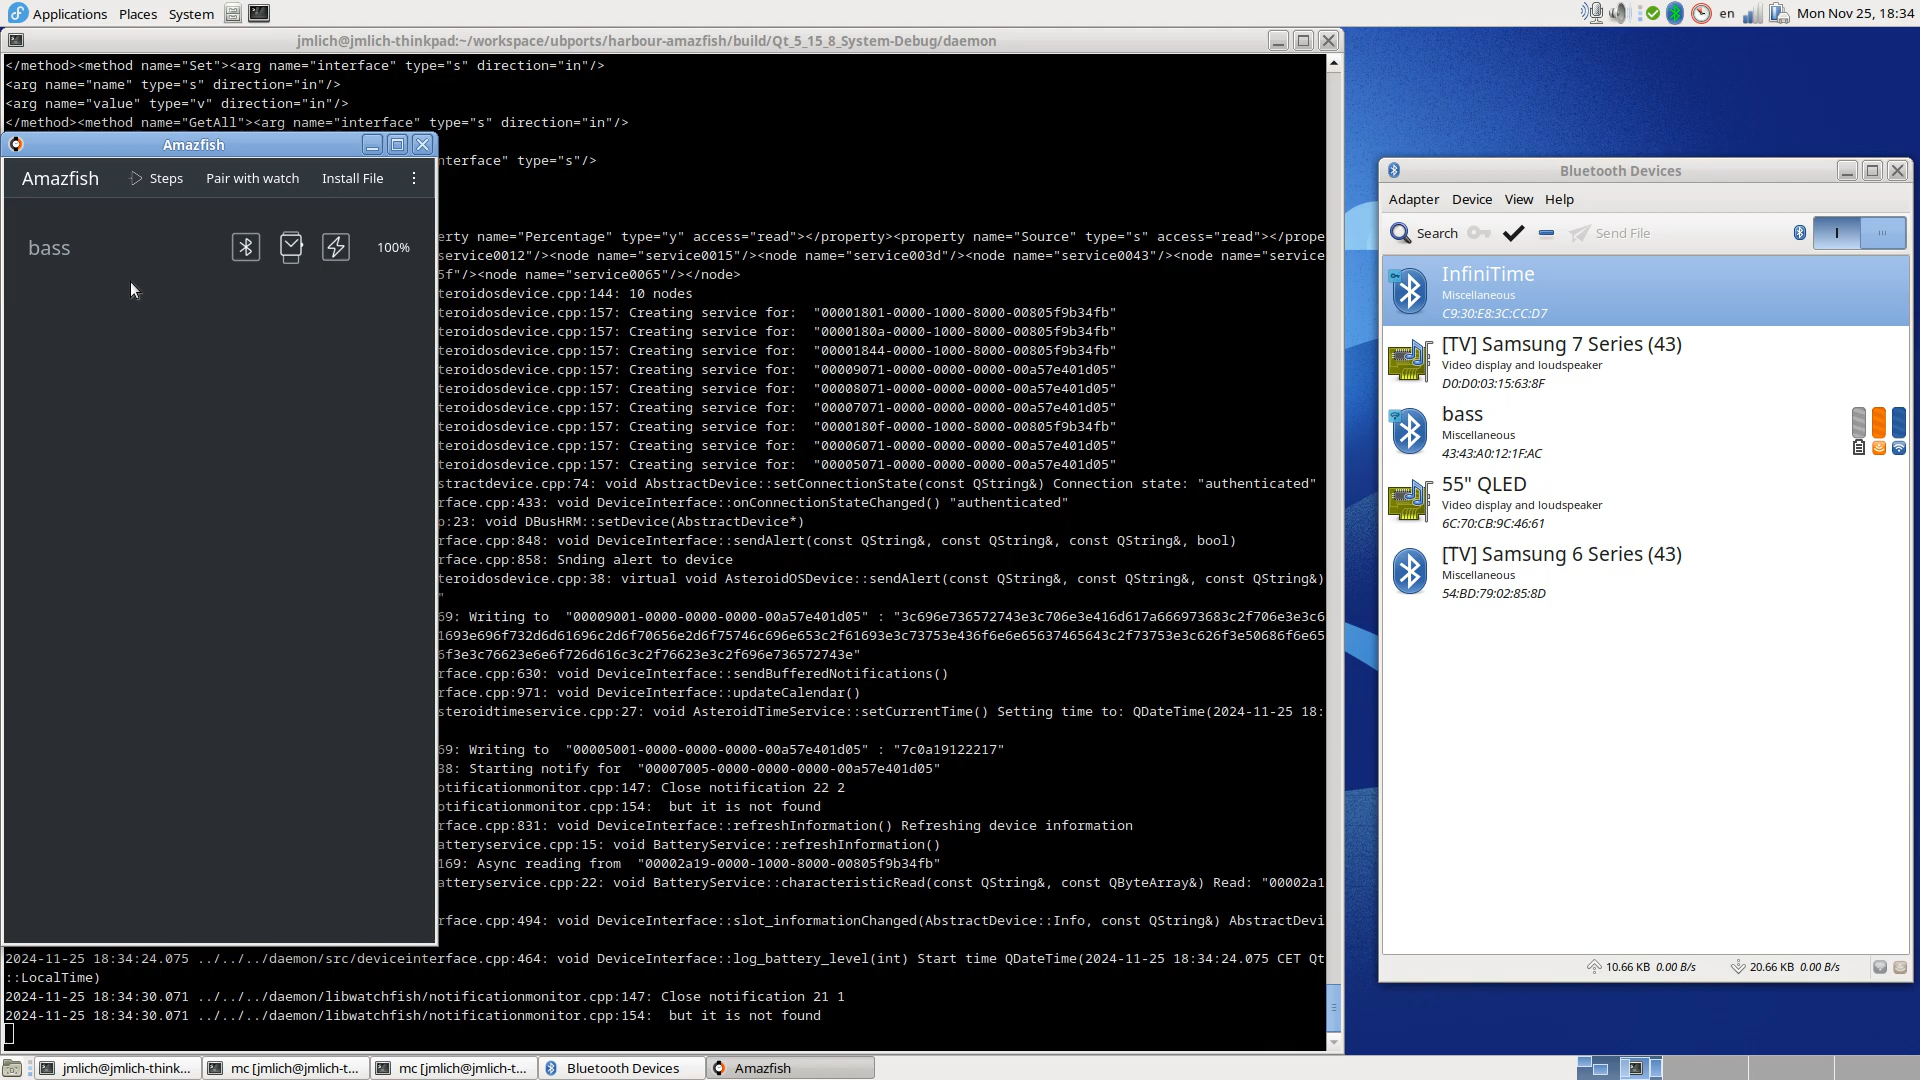 Applications Places System
en Mon Nov 25, 18:34
jmlich@jmlich-thinkpad:~/workspace/ubports/harbour-amazfish/build/Qt_5_15_8_System-Debug/daemon
</method><method name="Set"><arg name="interface" type="s" direction="in"/>
<arg name="name" type="s" direction="in"/>
<arg name="value" type="v" direction="in"/>
</method><method name="GetAll"><arg name="interface" type="s" direction="in"/>
nterface" type="s"/>
erty name="Percentage" type="y" access="read"></property><property name="Source" type="s" access="read"></prope
service0012"/><node name="service0015"/><node name="service003d"/><node name="service0043"/><node name="service
5f"/><node name="service0065"/></node>
teroidosdevice.cpp:144: 10 nodes
teroidosdevice.cpp:157: Creating service for:  "00001801-0000-1000-8000-00805f9b34fb"
teroidosdevice.cpp:157: Creating service for:  "0000180a-0000-1000-8000-00805f9b34fb"
teroidosdevice.cpp:157: Creating service for:  "00001844-0000-1000-8000-00805f9b34fb"
teroidosdevice.cpp:157: Creating service for:  "00009071-0000-0000-0000-00a57e401d05"
teroidosdevice.cpp:157: Creating service for:  "00008071-0000-0000-0000-00a57e401d05"
teroidosdevice.cpp:157: Creating service for:  "00007071-0000-0000-0000-00a57e401d05"
teroidosdevice.cpp:157: Creating service for:  "0000180f-0000-1000-8000-00805f9b34fb"
teroidosdevice.cpp:157: Creating service for:  "00006071-0000-0000-0000-00a57e401d05"
teroidosdevice.cpp:157: Creating service for:  "00005071-0000-0000-0000-00a57e401d05"
stractdevice.cpp:74: void AbstractDevice::setConnectionState(const QString&) Connection state: "authenticated"
rface.cpp:433: void DeviceInterface::onConnectionStateChanged() "authenticated"
p:23: void DBusHRM::setDevice(AbstractDevice*)
rface.cpp:848: void DeviceInterface::sendAlert(const QString&, const QString&, const QString&, bool)
rface.cpp:858: Snding alert to device
teroidosdevice.cpp:38: virtual void AsteroidOSDevice::sendAlert(const QString&, const QString&, const QString&)
"
69: Writing to  "00009001-0000-0000-0000-00a57e401d05" : "3c696e736572743e3c706e3e416d617a666973683c2f706e3e3c6
1693e696f732d6d61696c2d6f70656e2d6f75746c696e653c2f61693e3c73753e436f6e6e65637465643c2f73753e3c626f3e50686f6e65
6f3e3c76623e6e6f726d616c3c2f76623e3c2f696e736572743e"
rface.cpp:630: void DeviceInterface::sendBufferedNotifications()
rface.cpp:971: void DeviceInterface::updateCalendar()
steroidtimeservice.cpp:27: void AsteroidTimeService::setCurrentTime() Setting time to: QDateTime(2024-11-25 18:
69: Writing to  "00005001-0000-0000-0000-00a57e401d05" : "7c0a19122217"
38: Starting notify for  "00007005-0000-0000-0000-00a57e401d05"
otificationmonitor.cpp:147: Close notification 22 2
otificationmonitor.cpp:154:  but it is not found
rface.cpp:831: void DeviceInterface::refreshInformation() Refreshing device information
atteryservice.cpp:15: void BatteryService::refreshInformation()
169: Async reading from  "00002a19-0000-1000-8000-00805f9b34fb"
atteryservice.cpp:22: void BatteryService::characteristicRead(const QString&, const QByteArray&) Read: "00002a1
rface.cpp:494: void DeviceInterface::slot_informationChanged(AbstractDevice::Info, const QString&) AbstractDevi
2024-11-25 18:34:24.075 ../../../daemon/src/deviceinterface.cpp:464: void DeviceInterface::log_battery_level(int) Start time QDateTime(2024-11-25 18:34:24.075 CET Qt
::LocalTime)
2024-11-25 18:34:30.071 ../../../daemon/libwatchfish/notificationmonitor.cpp:147: Close notification 21 1
2024-11-25 18:34:30.071 ../../../daemon/libwatchfish/notificationmonitor.cpp:154:  but it is not found
Amazfish
Amazfish Steps Pair with watch Install File
bass 100%
Bluetooth Devices
Adapter Device View Help
Search Send File
InfiniTime
Miscellaneous
C9:30:E8:3C:CC:D7
[TV] Samsung 7 Series (43)
Video display and loudspeaker
D0:D0:03:15:63:8F
bass
Miscellaneous
43:43:A0:12:1F:AC
55" QLED
Video display and loudspeaker
6C:70:CB:9C:46:61
[TV] Samsung 6 Series (43)
Miscellaneous
54:BD:79:02:85:8D
10.66 KB 0.00 B/s 20.66 KB 0.00 B/s
jmlich@jmlich-think... mc [jmlich@jmlich-t... mc [jmlich@jmlich-t... Bluetooth Devices Amazfish